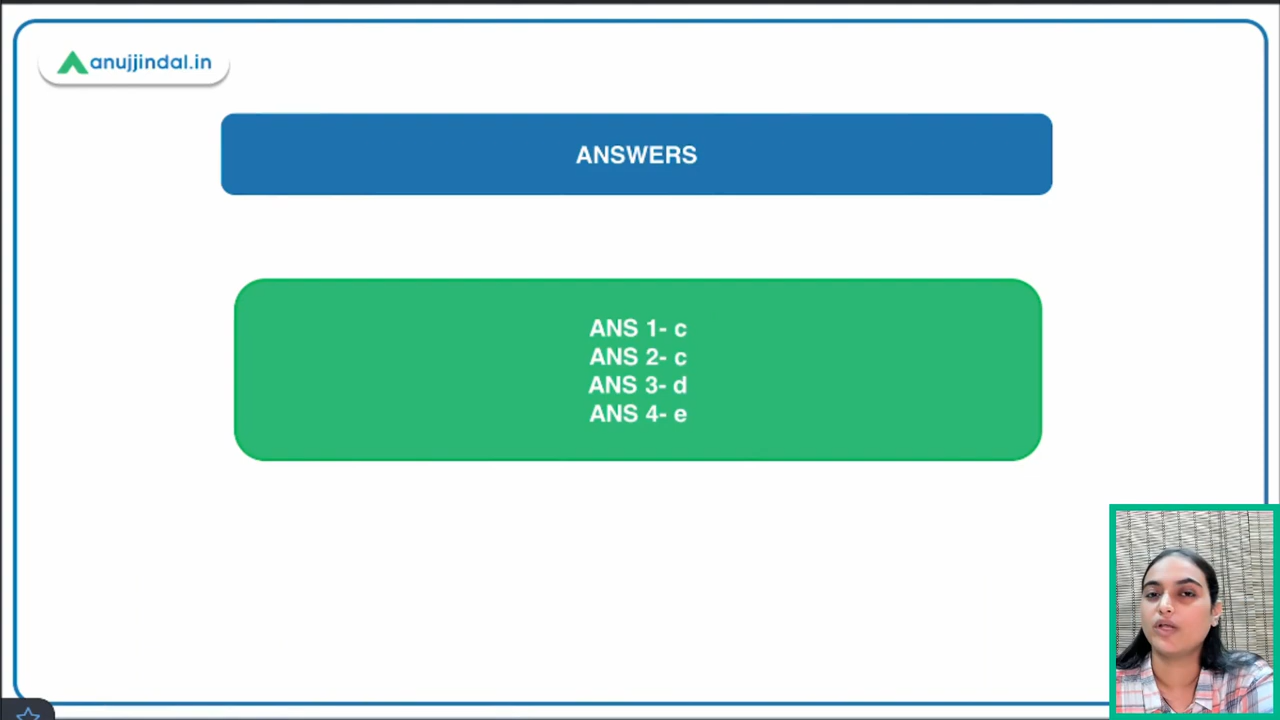 anujjindal.in
ANSWERS
ANS 1- c
ANS 2- c
ANS 3- d
ANS 4- e